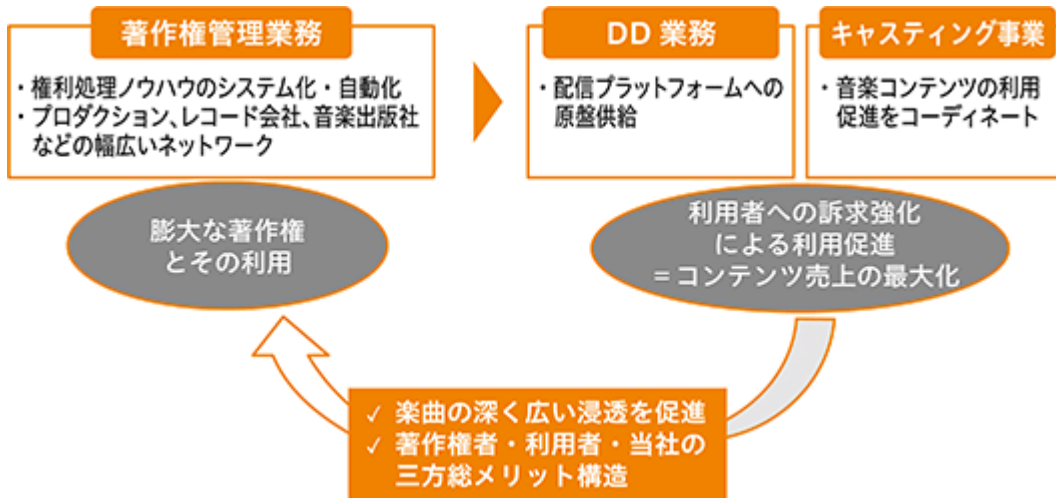 著作権管理業務
・権利処理ノウハウのシステム化・自動化
・プロダクション、レコード会社、音楽出版社
などの幅広いネットワーク
DD 業務
・配信プラットフォームへの
原盤供給
キャスティング事業
・音楽コンテンツの利用
促進をコーディネート
膨大な著作権
とその利用
利用者への訴求強化
による利用促進
=コンテンツ売上の最大化
✓ 楽曲の深く広い浸透を促進
✓ 著作権者・利用者・当社の
三方総メリット構造